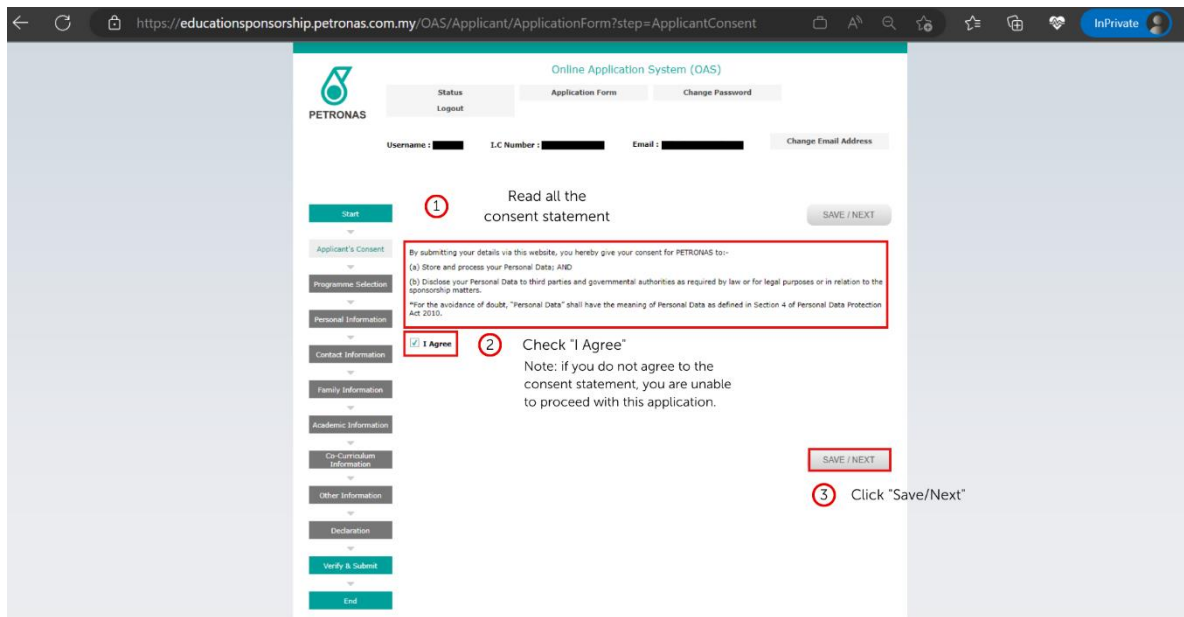 https://educationsponsorship.petronas.com.my/OAS/Applicant/ApplicationForm?step=ApplicantConsent
InPrivate
Online Application System (OAS)
PETRONAS
Status
Application Form
Change Password
Logout
Username :
I.C Number :
Email :
Change Email Address
1
Read all the
consent statement
SAVE / NEXT
Start
Applicant's Consent
Programme Selection
Personal Information
Contact Information
Family Information
Academic Information
Co-Curriculum
Information
Other Information
Declaration
Verify & Submit
End
By submitting your details via this website, you hereby give your consent for PETRONAS to:-
(a) Store and process your Personal Data; AND
(b) Disclose your Personal Data to third parties and governmental authorities as required by law or for legal purposes or in relation to the
sponsorship matters.
*For the avoidance of doubt, "Personal Data" shall have the meaning of Personal Data as defined in Section 4 of Personal Data Protection
Act 2010.
I Agree
2
Check "I Agree"
Note: if you do not agree to the
consent statement, you are unable
to proceed with this application.
SAVE / NEXT
3
Click "Save/Next"